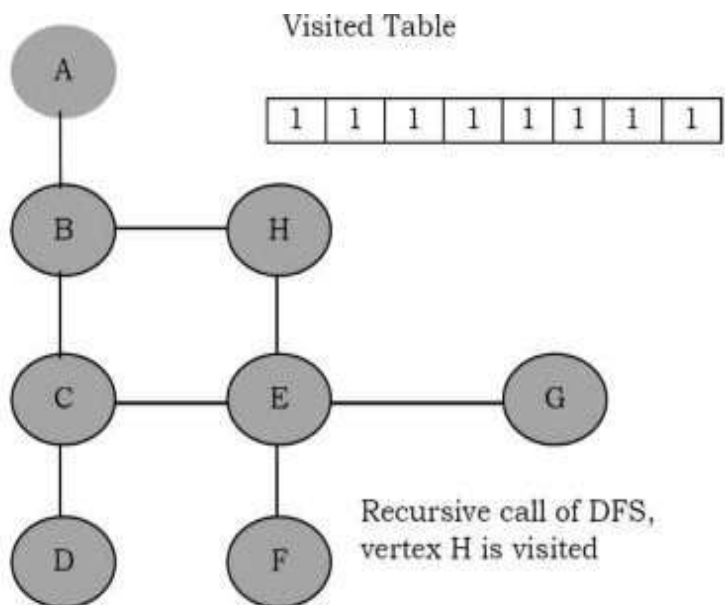 Visited Table
A
1 1 1 1 1 1 1 1
B H
C E G
Recursive call of DFS,
vertex H is visited
D F